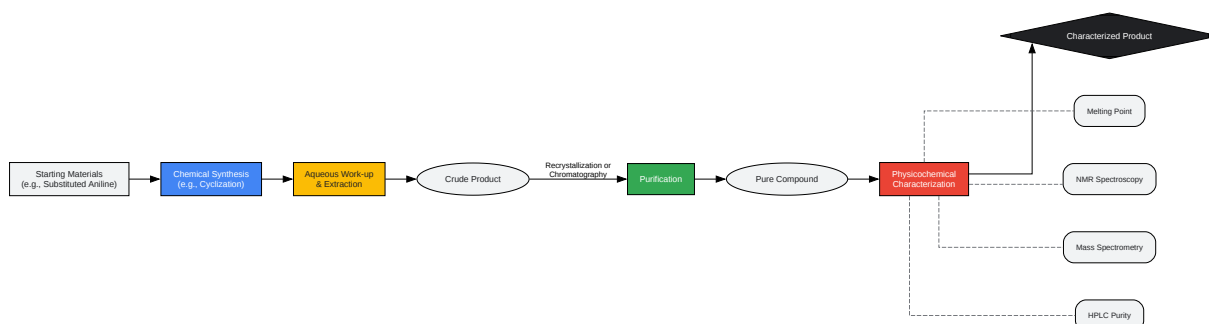 Starting Materials
(e.g., Substituted Aniline)
Chemical Synthesis
(e.g., Cyclization)
Aqueous Work-up
& Extraction
Crude Product
Recrystallization or
Chromatography
Purification
Pure Compound
Physicochemical
Characterization
Characterized Product
Melting Point
NMR Spectroscopy
Mass Spectrometry
HPLC Purity